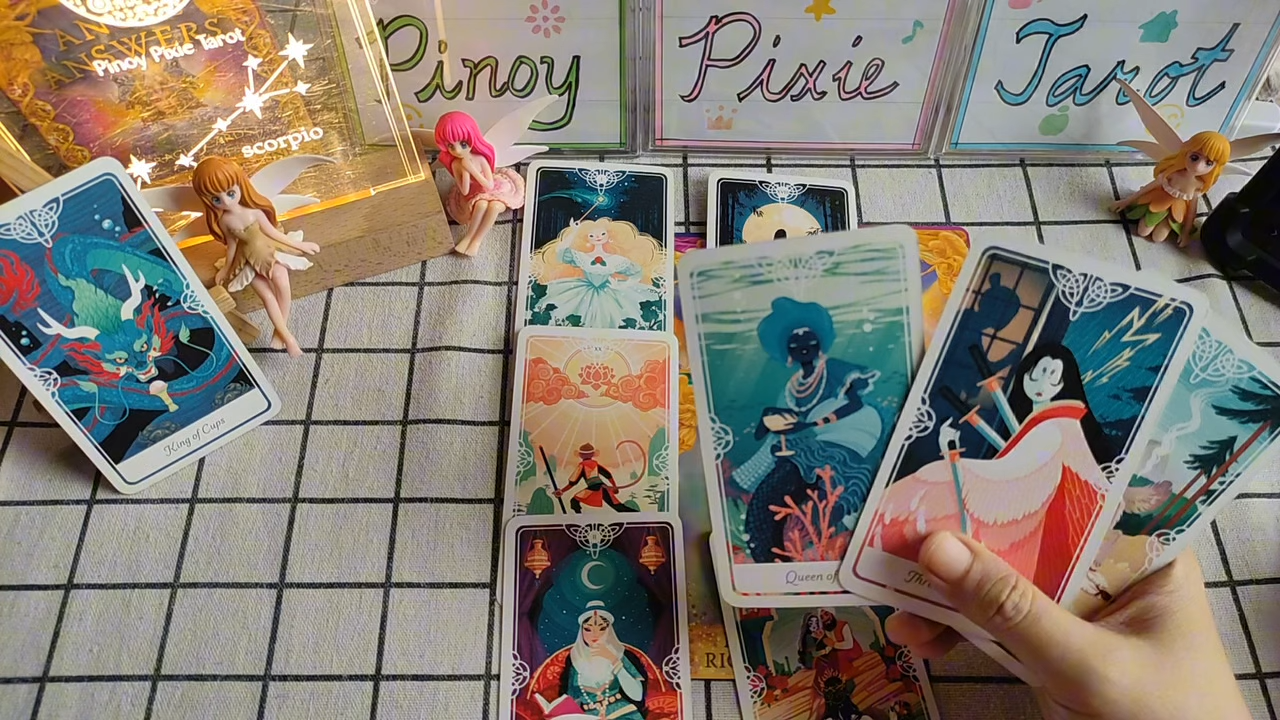 ANSWERS
Pinoy Pixie Tarot
scorpio
Pinoy
Pixie
Tarot
King of Cups
Queen of